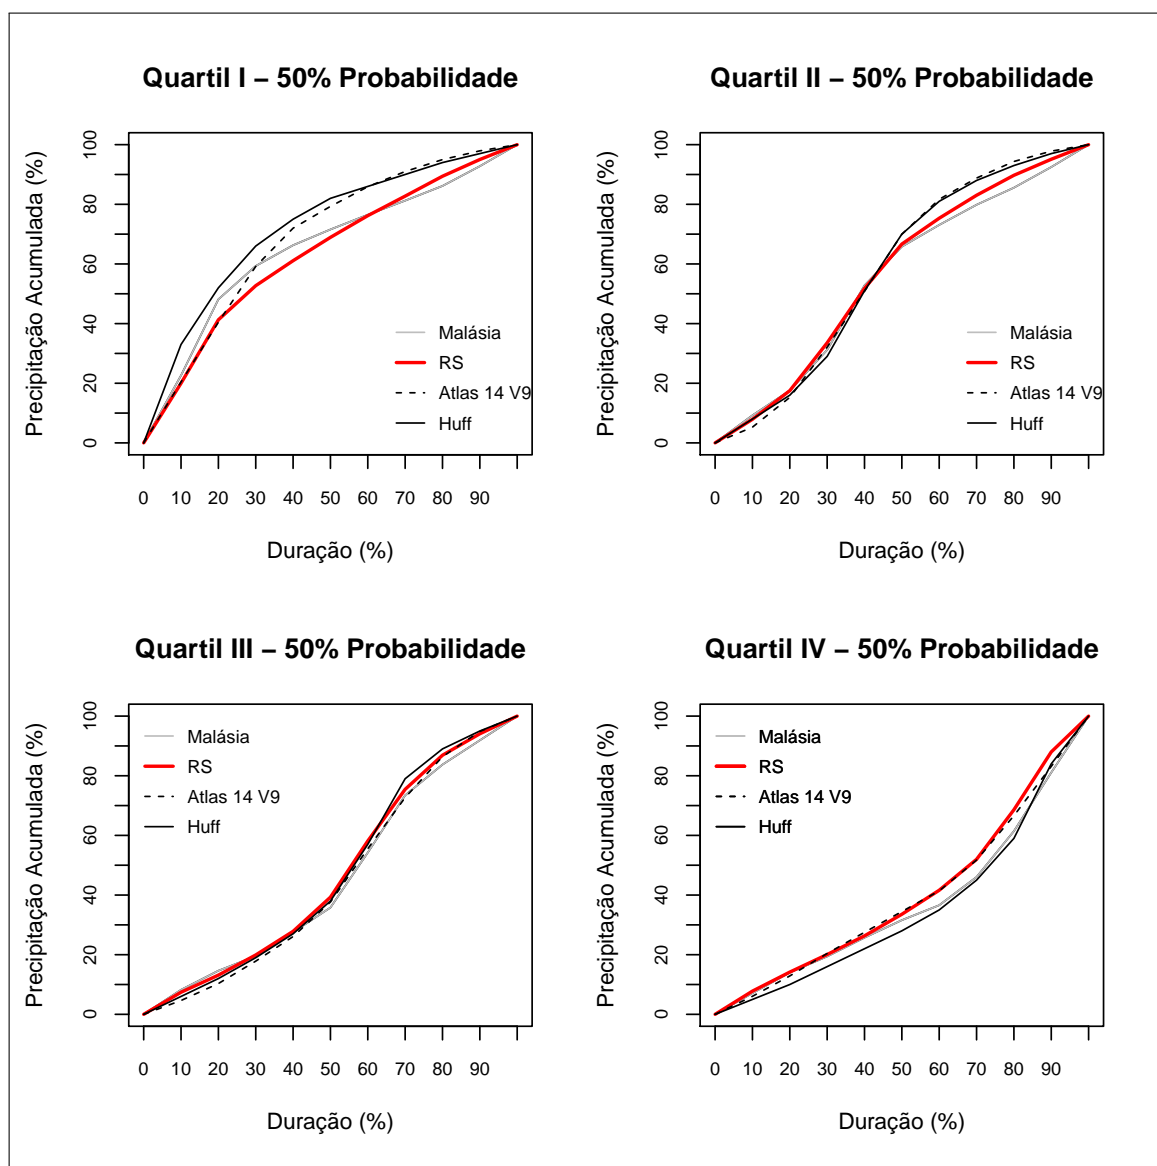 Quartil I – 50% Probabilidade
Precipitação Acumulada (%)
100
80
60
40
20
0
Malásia
RS
Atlas 14 V9
Huff
0 10 20 30 40 50 60 70 80 90
Duração (%)
Quartil II – 50% Probabilidade
Precipitação Acumulada (%)
100
80
60
40
20
0
Malásia
RS
Atlas 14 V9
Huff
0 10 20 30 40 50 60 70 80 90
Duração (%)
Quartil III – 50% Probabilidade
Precipitação Acumulada (%)
100
80
60
40
20
0
Malásia
RS
Atlas 14 V9
Huff
0 10 20 30 40 50 60 70 80 90
Duração (%)
Quartil IV – 50% Probabilidade
Precipitação Acumulada (%)
100
80
60
40
20
0
Malásia
RS
Atlas 14 V9
Huff
0 10 20 30 40 50 60 70 80 90
Duração (%)